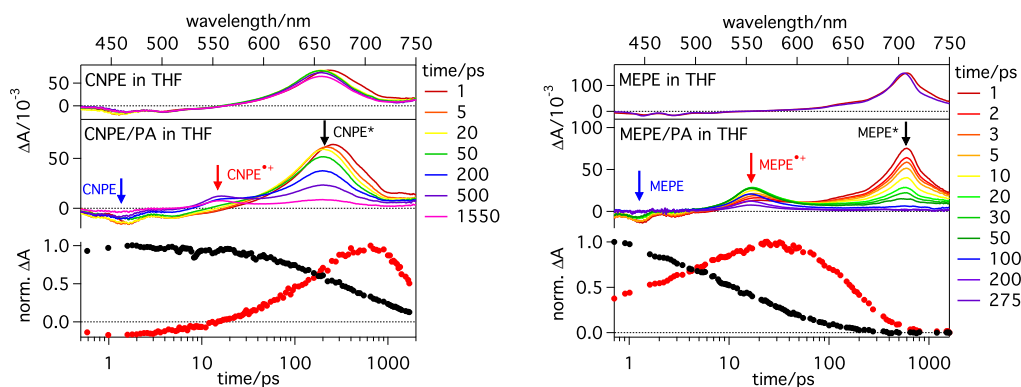 wavelength/nm
450 500 550 600 650 700 750
CNPE in THF
50
0
ΔA/10⁻³
CNPE/PA in THF
CNPE*
CNPE
CNPE•+
50
0
time/ps
1
5
20
50
200
500
1550
1.0
0.5
0.0
norm. ΔA
1 10 100 1000
time/ps
wavelength/nm
450 500 550 600 650 700 750
MEPE in THF
100
0
ΔA/10⁻³
100
MEPE/PA in THF
MEPE*
MEPE
MEPE•+
50
0
time/ps
1
2
3
5
10
20
30
50
100
200
275
1.0
0.5
0.0
norm. ΔA
1 10 100 1000
time/ps